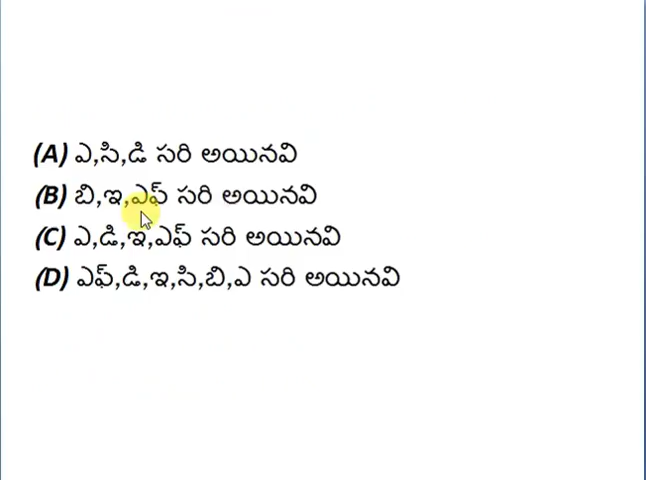 (A) ఎ,సి,డి సరి అయినవి
(B) బి,ఇ,ఎఫ్ సరి అయినవి
(C) ఎ,డి,ఇ,ఎఫ్ సరి అయినవి
(D) ఎఫ్,డి,ఇ,సి,బి,ఎ సరి అయినవి